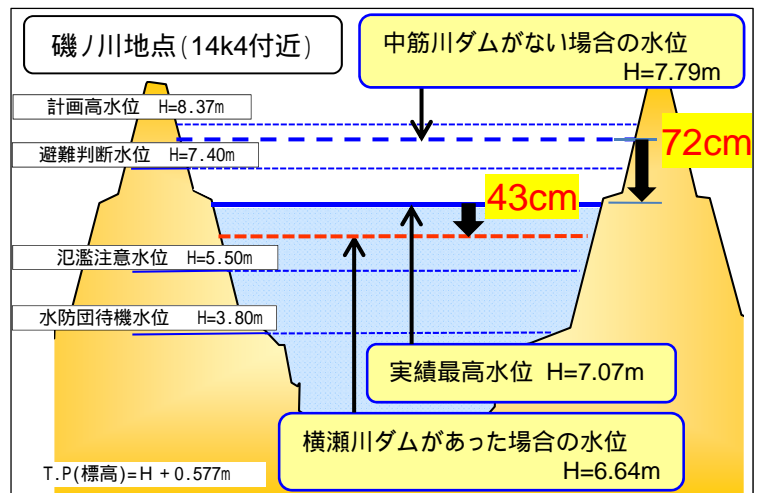 磯ノ川地点(14k4付近)
中筋川ダムがない場合の水位
H=7.79m
計画高水位 H=8.37m
避難判断水位 H=7.40m
72cm
43cm
氾濫注意水位 H=5.50m
水防団待機水位 H=3.80m
実績最高水位 H=7.07m
横瀬川ダムがあった場合の水位
H=6.64m
T.P(標高)=H + 0.577m